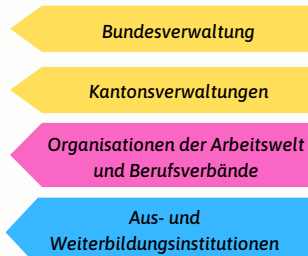 Bundesverwaltung
Kantonsverwaltungen
Organisationen der Arbeitswelt
und Berufsverbände
Aus- und
Weiterbildungsinstitutionen